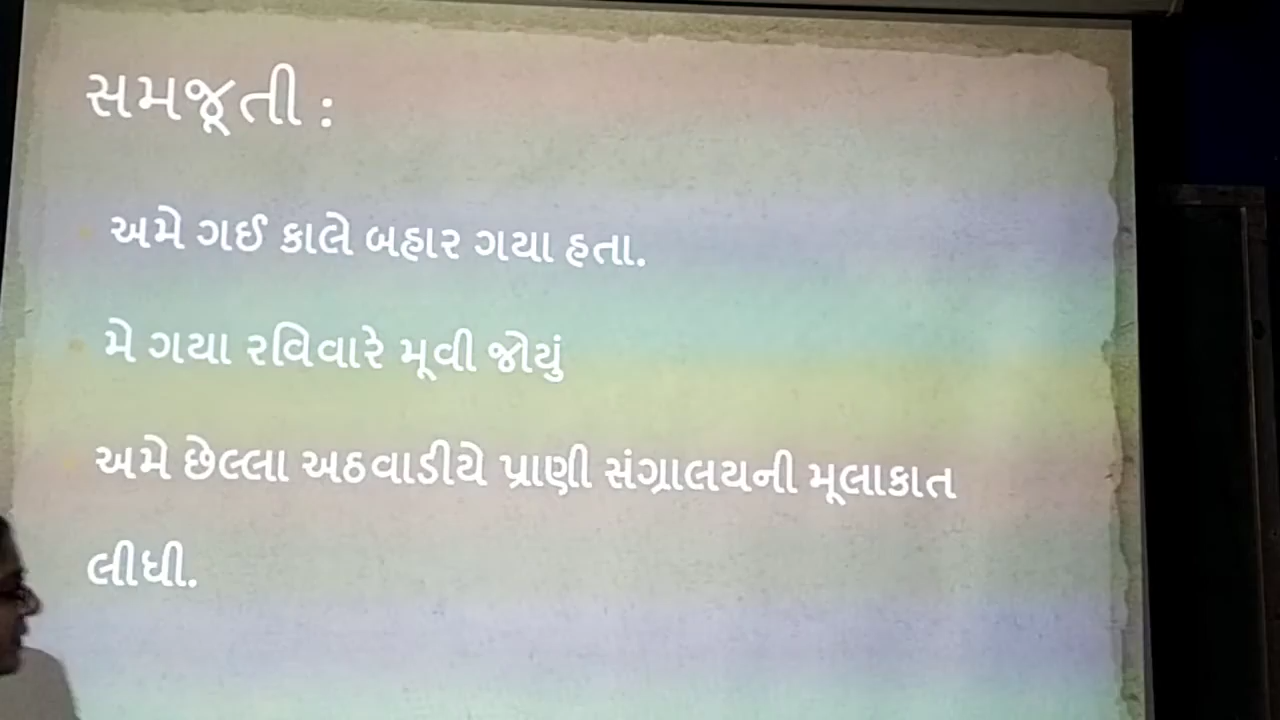 સમજૂતી :
અમે ગઈ કાલે બહાર ગયા હતા.
મે ગયા રવિવારે મૂવી જોયું
અમે છેલ્લા અઠવાડીયે પ્રાણી સંગ્રાલયની મૂલાકાત
લીધી.